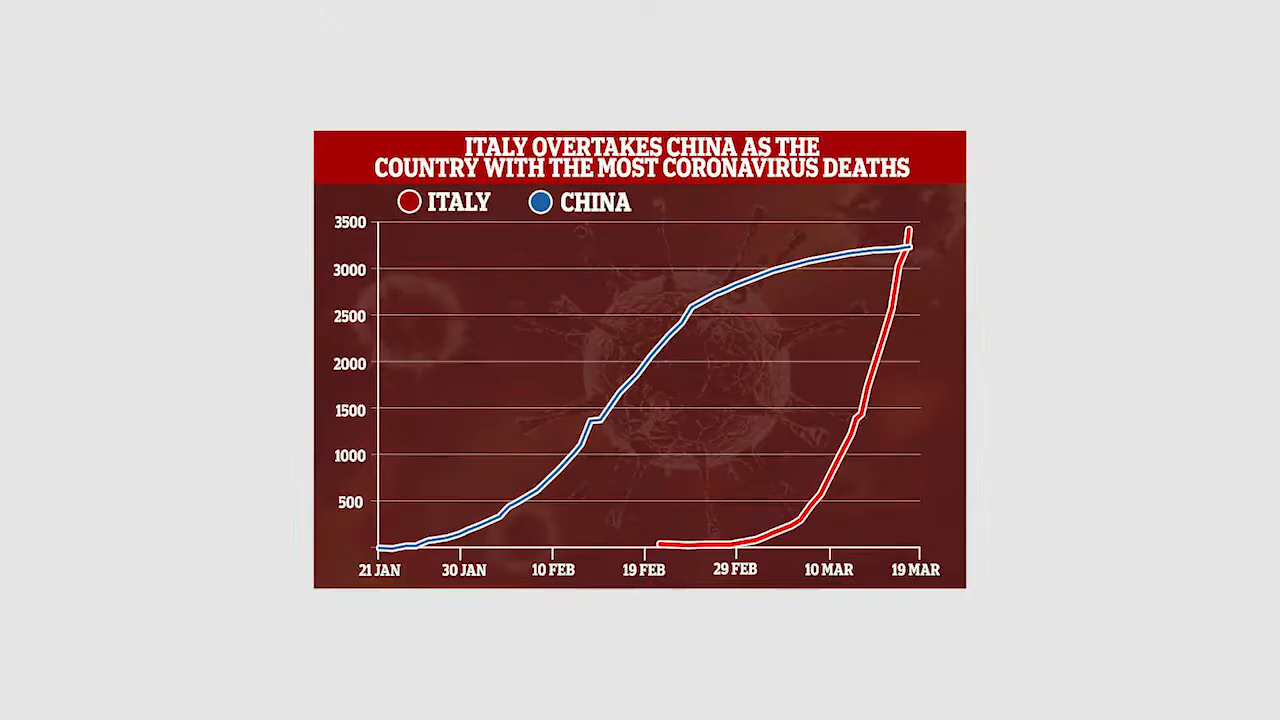 ITALY OVERTAKES CHINA AS THE
COUNTRY WITH THE MOST CORONAVIRUS DEATHS
ITALY CHINA
3500
3000
2500
2000
1500
1000
500
21 JAN 30 JAN 10 FEB 19 FEB 29 FEB 10 MAR 19 MAR